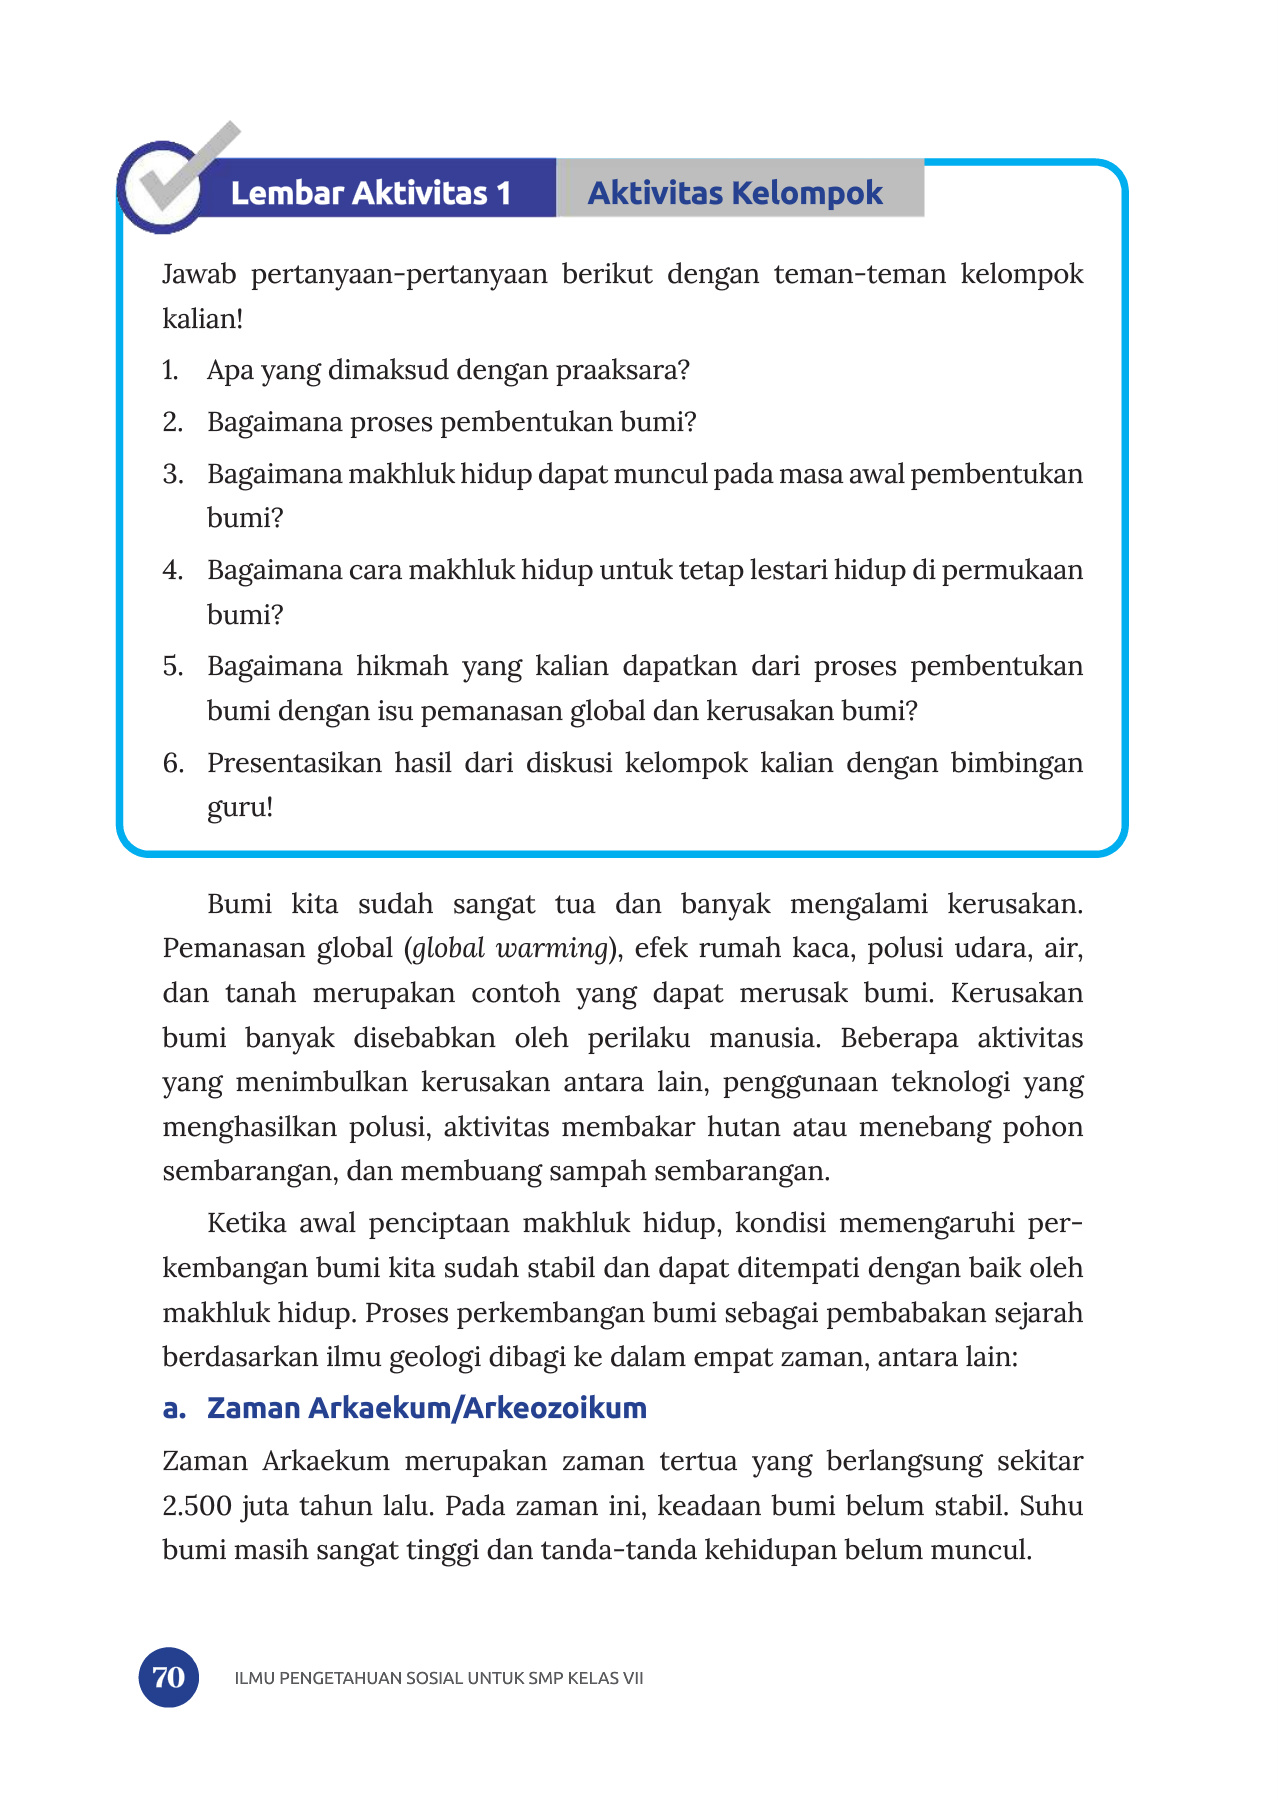 Lembar Aktivitas 1 Aktivitas Kelompok
Jawab pertanyaan-pertanyaan berikut dengan teman-teman kelompok
kalian!
1. Apa yang dimaksud dengan praaksara?
2. Bagaimana proses pembentukan bumi?
3. Bagaimana makhluk hidup dapat muncul pada masa awal pembentukan
bumi?
4. Bagaimana cara makhluk hidup untuk tetap lestari hidup di permukaan
bumi?
5. Bagaimana hikmah yang kalian dapatkan dari proses pembentukan
bumi dengan isu pemanasan global dan kerusakan bumi?
6. Presentasikan hasil dari diskusi kelompok kalian dengan bimbingan
guru!
Bumi kita sudah sangat tua dan banyak mengalami kerusakan.
Pemanasan global (global warming), efek rumah kaca, polusi udara, air,
dan tanah merupakan contoh yang dapat merusak bumi. Kerusakan
bumi banyak disebabkan oleh perilaku manusia. Beberapa aktivitas
yang menimbulkan kerusakan antara lain, penggunaan teknologi yang
menghasilkan polusi, aktivitas membakar hutan atau menebang pohon
sembarangan, dan membuang sampah sembarangan.
Ketika awal penciptaan makhluk hidup, kondisi memengaruhi per-
kembangan bumi kita sudah stabil dan dapat ditempati dengan baik oleh
makhluk hidup. Proses perkembangan bumi sebagai pembabakan sejarah
berdasarkan ilmu geologi dibagi ke dalam empat zaman, antara lain:
a. Zaman Arkaekum/Arkeozoikum
Zaman Arkaekum merupakan zaman tertua yang berlangsung sekitar
2.500 juta tahun lalu. Pada zaman ini, keadaan bumi belum stabil. Suhu
bumi masih sangat tinggi dan tanda-tanda kehidupan belum muncul.
70 ILMU PENGETAHUAN SOSIAL UNTUK SMP KELAS VII